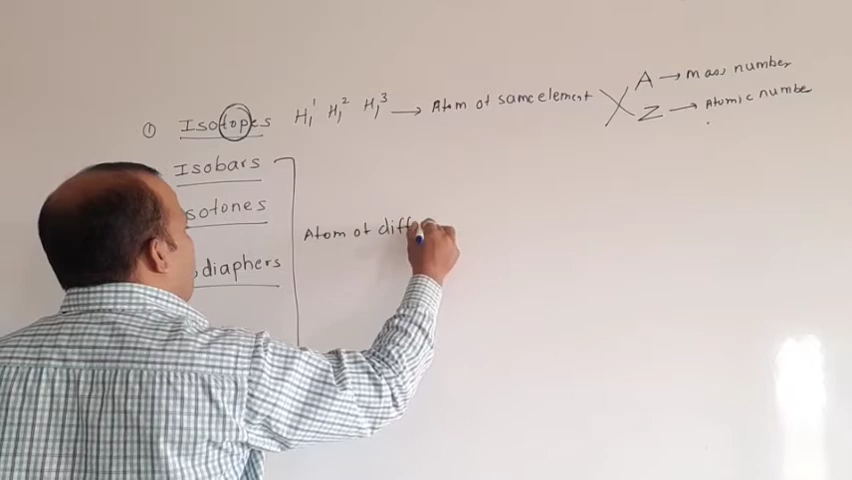 ① Isotopes H₁¹ H₁² H₁³ → Atom of same element X A → mass number
Z → Atomic number
Isobars
sotones
diaphers
Atom of diff